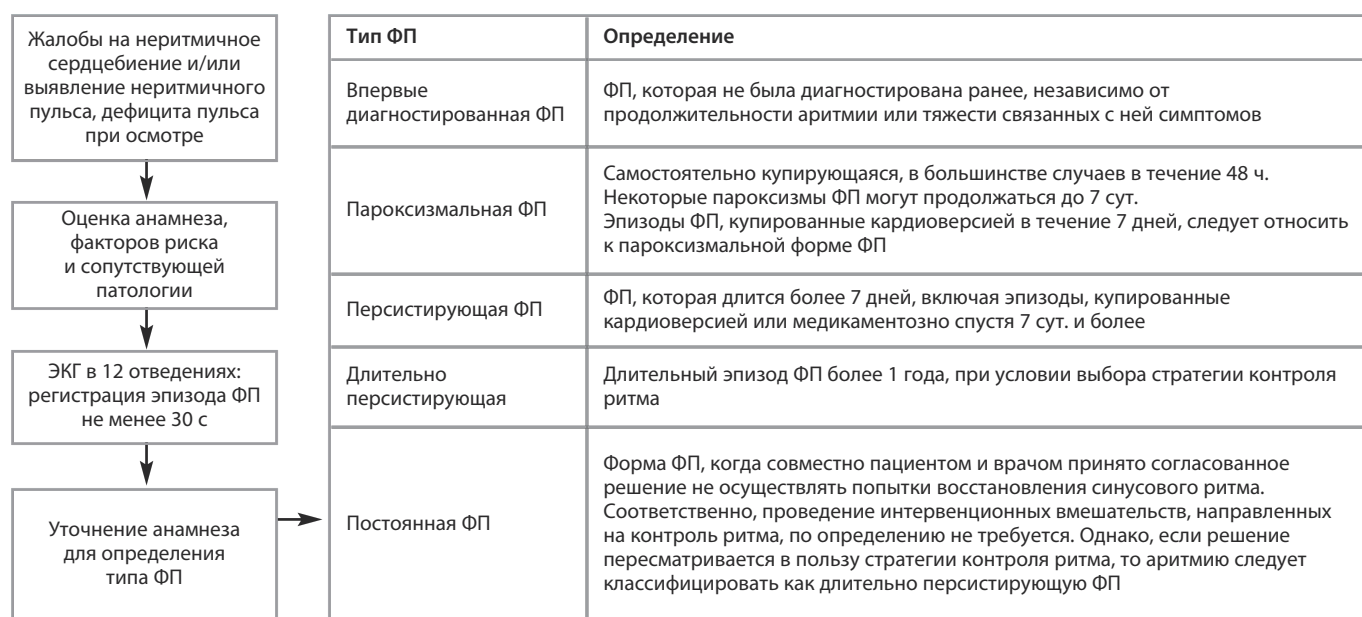 Жалобы на неритмичное
сердцебиение и/или
выявление неритмичного
пульса, дефицита пульса
при осмотре
Оценка анамнеза,
факторов риска
и сопутствующей
патологии
ЭКГ в 12 отведениях:
регистрация эпизода ФП
не менее 30 с
Уточнение анамнеза
для определения
типа ФП
Тип ФП
Определение
Впервые
диагностированная ФП
ФП, которая не была диагностирована ранее, независимо от
продолжительности аритмии или тяжести связанных с ней симптомов
Пароксизмальная ФП
Самостоятельно купирующаяся, в большинстве случаев в течение 48 ч.
Некоторые пароксизмы ФП могут продолжаться до 7 сут.
Эпизоды ФП, купированные кардиоверсией в течение 7 дней, следует относить
к пароксизмальной форме ФП
Персистирующая ФП
ФП, которая длится более 7 дней, включая эпизоды, купированные
кардиоверсией или медикаментозно спустя 7 сут. и более
Длительно
персистирующая
Длительный эпизод ФП более 1 года, при условии выбора стратегии контроля
ритма
Постоянная ФП
Форма ФП, когда совместно пациентом и врачом принято согласованное
решение не осуществлять попытки восстановления синусового ритма.
Соответственно, проведение интервенционных вмешательств, направленных
на контроль ритма, по определению не требуется. Однако, если решение
пересматривается в пользу стратегии контроля ритма, то аритмию следует
классифицировать как длительно персистирующую ФП